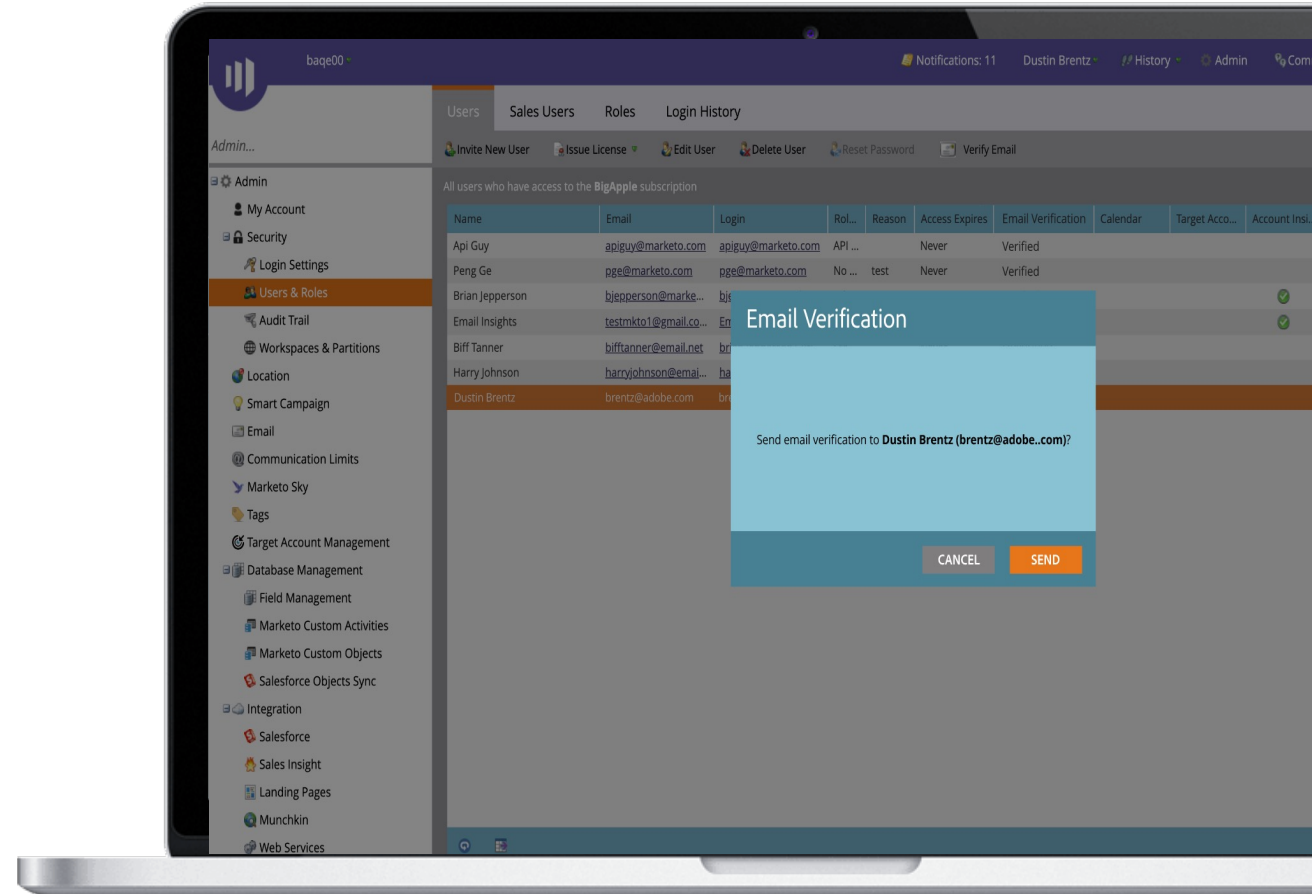 baqe00
Notifications: 11
Dustin Brentz
History
Admin
Com
Admin...
Users
Sales Users
Roles
Login History
Invite New User
Issue License
Edit User
Delete User
Reset Password
Verify Email
All users who have access to the BigApple subscription
Name Email Login Rol... Reason Access Expires Email Verification Calendar Target Acco... Account Insi...
Api Guy apiguy@marketo.com apiguy@marketo.com API ... Never Verified
Peng Ge pge@marketo.com pge@marketo.com No ... test Never Verified
Brian Jepperson bjepperson@marke... bje
Email Insights testmkto1@gmail.co... Em
Biff Tanner bifftanner@email.net bri
Harry Johnson harryjohnson@emai... ha
Dustin Brentz brentz@adobe.com bre
Email Verification
Send email verification to Dustin Brentz (brentz@adobe..com)?
CANCEL
SEND
Admin
My Account
Security
Login Settings
Users & Roles
Audit Trail
Workspaces & Partitions
Location
Smart Campaign
Email
Communication Limits
Marketo Sky
Tags
Target Account Management
Database Management
Field Management
Marketo Custom Activities
Marketo Custom Objects
Salesforce Objects Sync
Integration
Salesforce
Sales Insight
Landing Pages
Munchkin
Web Services